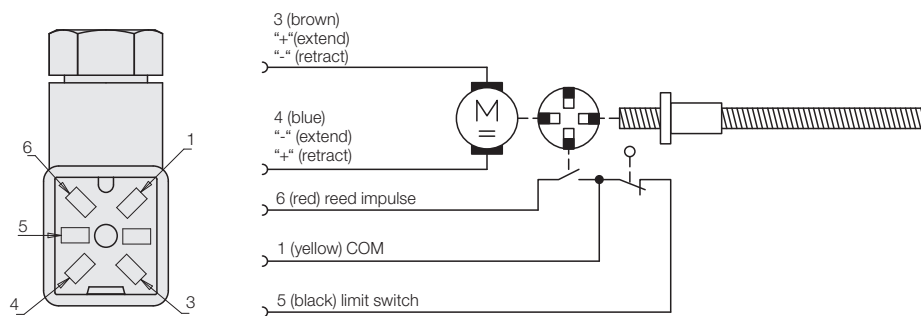 6
1
5
4
3
3 (brown)
“+“(extend)
“-“ (retract)
4 (blue)
“-“ (extend)
“+“ (retract)
6 (red) reed impulse
1 (yellow) COM
5 (black) limit switch
M